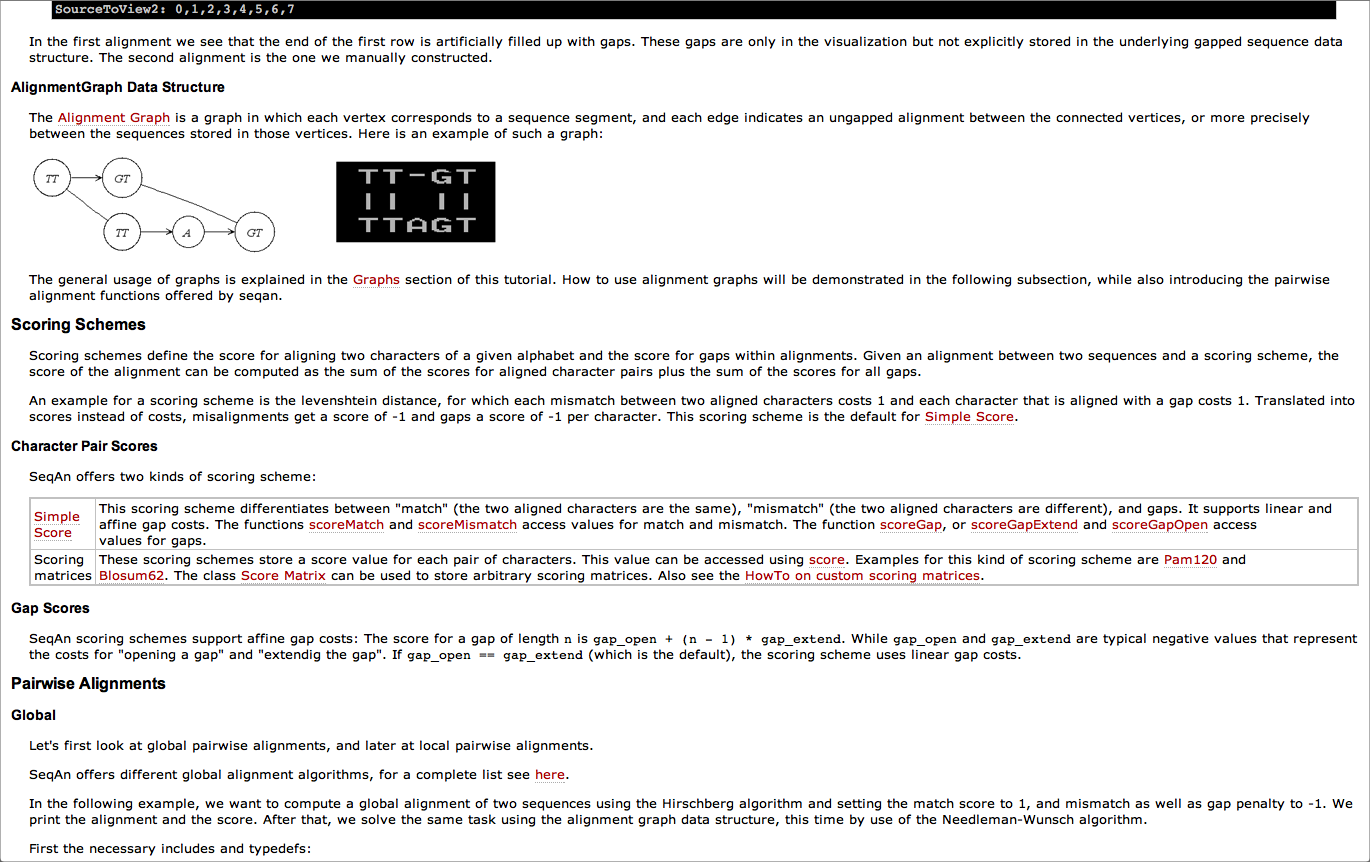 SourceToView2: 0,1,2,3,4,5,6,7
In the first alignment we see that the end of the first row is artificially filled up with gaps. These gaps are only in the visualization but not explicitly stored in the underlying gapped sequence data
structure. The second alignment is the one we manually constructed.
AlignmentGraph Data Structure
The Alignment Graph is a graph in which each vertex corresponds to a sequence segment, and each edge indicates an ungapped alignment between the connected vertices, or more precisely
between the sequences stored in those vertices. Here is an example of such a graph:
TT GT
TT A GT
TT-GT
|| ||
TTAGT
The general usage of graphs is explained in the Graphs section of this tutorial. How to use alignment graphs will be demonstrated in the following subsection, while also introducing the pairwise
alignment functions offered by seqan.
Scoring Schemes
Scoring schemes define the score for aligning two characters of a given alphabet and the score for gaps within alignments. Given an alignment between two sequences and a scoring scheme, the
score of the alignment can be computed as the sum of the scores for aligned character pairs plus the sum of the scores for all gaps.
An example for a scoring scheme is the levenshtein distance, for which each mismatch between two aligned characters costs 1 and each character that is aligned with a gap costs 1. Translated into
scores instead of costs, misalignments get a score of -1 and gaps a score of -1 per character. This scoring scheme is the default for Simple Score.
Character Pair Scores
SeqAn offers two kinds of scoring scheme:
Simple
Score
This scoring scheme differentiates between "match" (the two aligned characters are the same), "mismatch" (the two aligned characters are different), and gaps. It supports linear and
affine gap costs. The functions scoreMatch and scoreMismatch access values for match and mismatch. The function scoreGap, or scoreGapExtend and scoreGapOpen access
values for gaps.
Scoring
matrices
These scoring schemes store a score value for each pair of characters. This value can be accessed using score. Examples for this kind of scoring scheme are Pam120 and
Blosum62. The class Score Matrix can be used to store arbitrary scoring matrices. Also see the HowTo on custom scoring matrices.
Gap Scores
SeqAn scoring schemes support affine gap costs: The score for a gap of length n is gap_open + (n - 1) * gap_extend. While gap_open and gap_extend are typical negative values that represent
the costs for "opening a gap" and "extendig the gap". If gap_open == gap_extend (which is the default), the scoring scheme uses linear gap costs.
Pairwise Alignments
Global
Let's first look at global pairwise alignments, and later at local pairwise alignments.
SeqAn offers different global alignment algorithms, for a complete list see here.
In the following example, we want to compute a global alignment of two sequences using the Hirschberg algorithm and setting the match score to 1, and mismatch as well as gap penalty to -1. We
print the alignment and the score. After that, we solve the same task using the alignment graph data structure, this time by use of the Needleman-Wunsch algorithm.
First the necessary includes and typedefs: